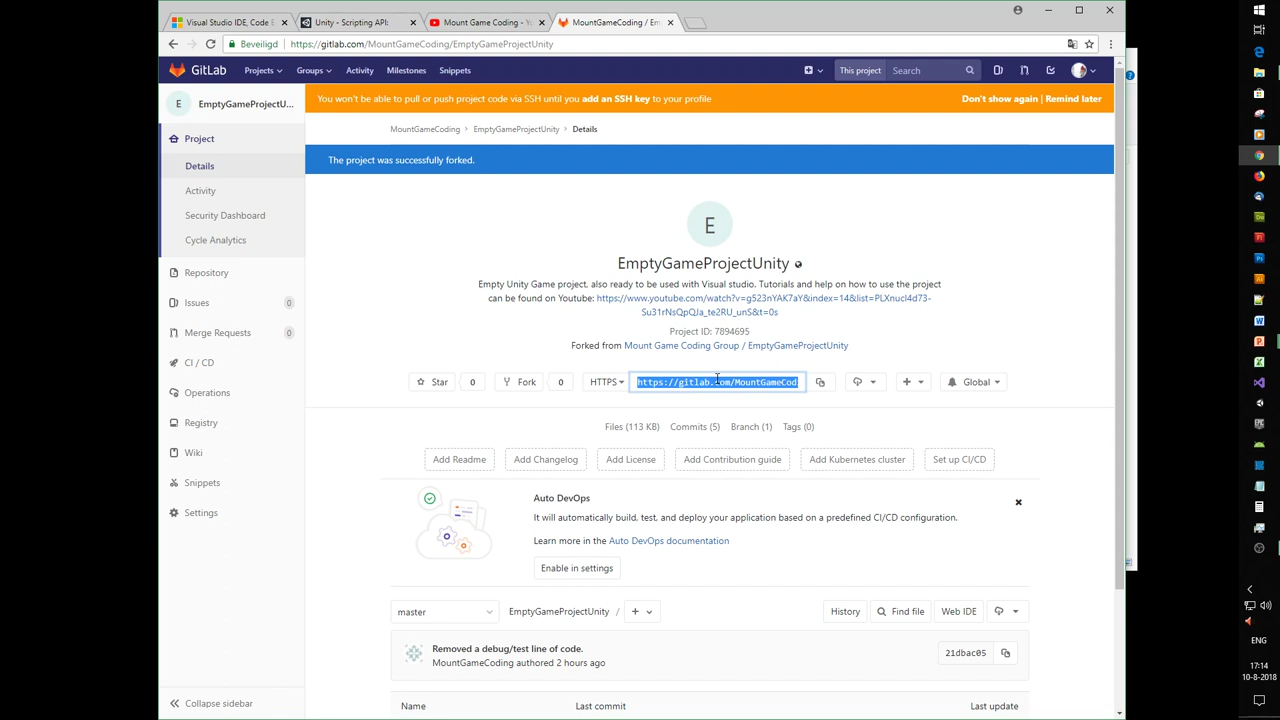 Visual Studio IDE, Code E
Unity - Scripting API:
Mount Game Coding - Y
MountGameCoding / Em
Beveiligd
https://gitlab.com/MountGameCoding/EmptyGameProjectUnity
GitLab
Projects
Groups
Activity
Milestones
Snippets
This project
Search
E
EmptyGameProjectU...
You won't be able to pull or push project code via SSH until you add an SSH key to your profile
Don't show again | Remind later
MountGameCoding
EmptyGameProjectUnity
Details
The project was successfully forked.
Project
Details
Activity
Security Dashboard
Cycle Analytics
Repository
Issues 0
Merge Requests 0
CI / CD
Operations
Registry
Wiki
Snippets
Settings
Collapse sidebar
E
EmptyGameProjectUnity
Empty Unity Game project, also ready to be used with Visual studio. Tutorials and help on how to use the project
can be found on Youtube: https://www.youtube.com/watch?v=g523nYAK7aY&index=14&list=PLXnucI4d73-
Su31rNsQpQJa_te2RU_unS&t=0s
Project ID: 7894695
Forked from Mount Game Coding Group / EmptyGameProjectUnity
Star 0 Fork 0 HTTPS https://gitlab.com/MountGameCod Global
Files (113 KB) Commits (5) Branch (1) Tags (0)
Add Readme Add Changelog Add License Add Contribution guide Add Kubernetes cluster Set up CI/CD
Auto DevOps
It will automatically build, test, and deploy your application based on a predefined CI/CD configuration.
Learn more in the Auto DevOps documentation
Enable in settings
master EmptyGameProjectUnity / + History Find file Web IDE
Removed a debug/test line of code.
MountGameCoding authored 2 hours ago
21dbac05
Name Last commit Last update
ENG
17:14
10-8-2018